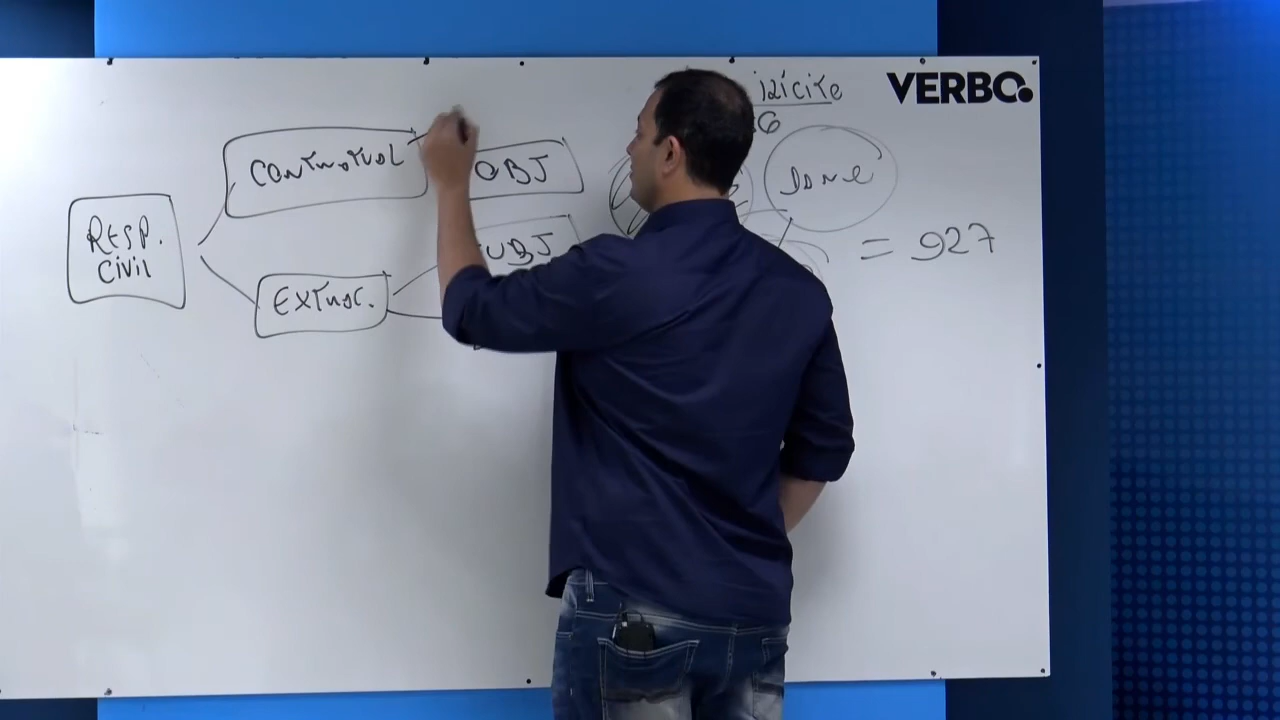 ilícito
VERBO.
CONTRATUAL
OBJ
DANO
RESP.
CIVIL
UBJ
= 927
EXTRAC.